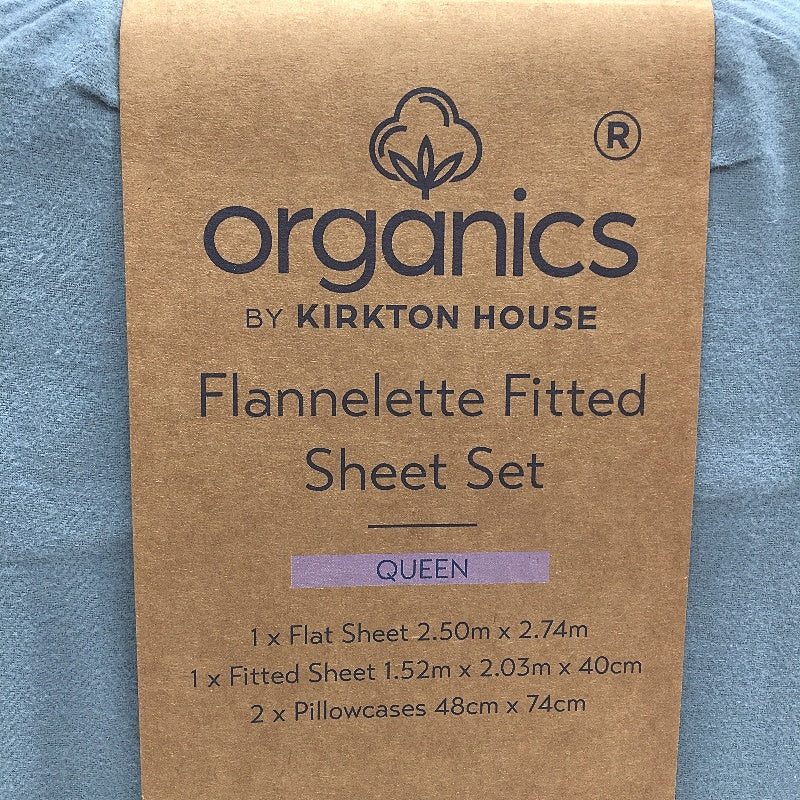 ®
organics
BY KIRKTON HOUSE
Flannelette Fitted
Sheet Set
QUEEN
1 x Flat Sheet 2.50m x 2.74m
1 x Fitted Sheet 1.52m x 2.03m x 40cm
2 x Pillowcases 48cm x 74cm